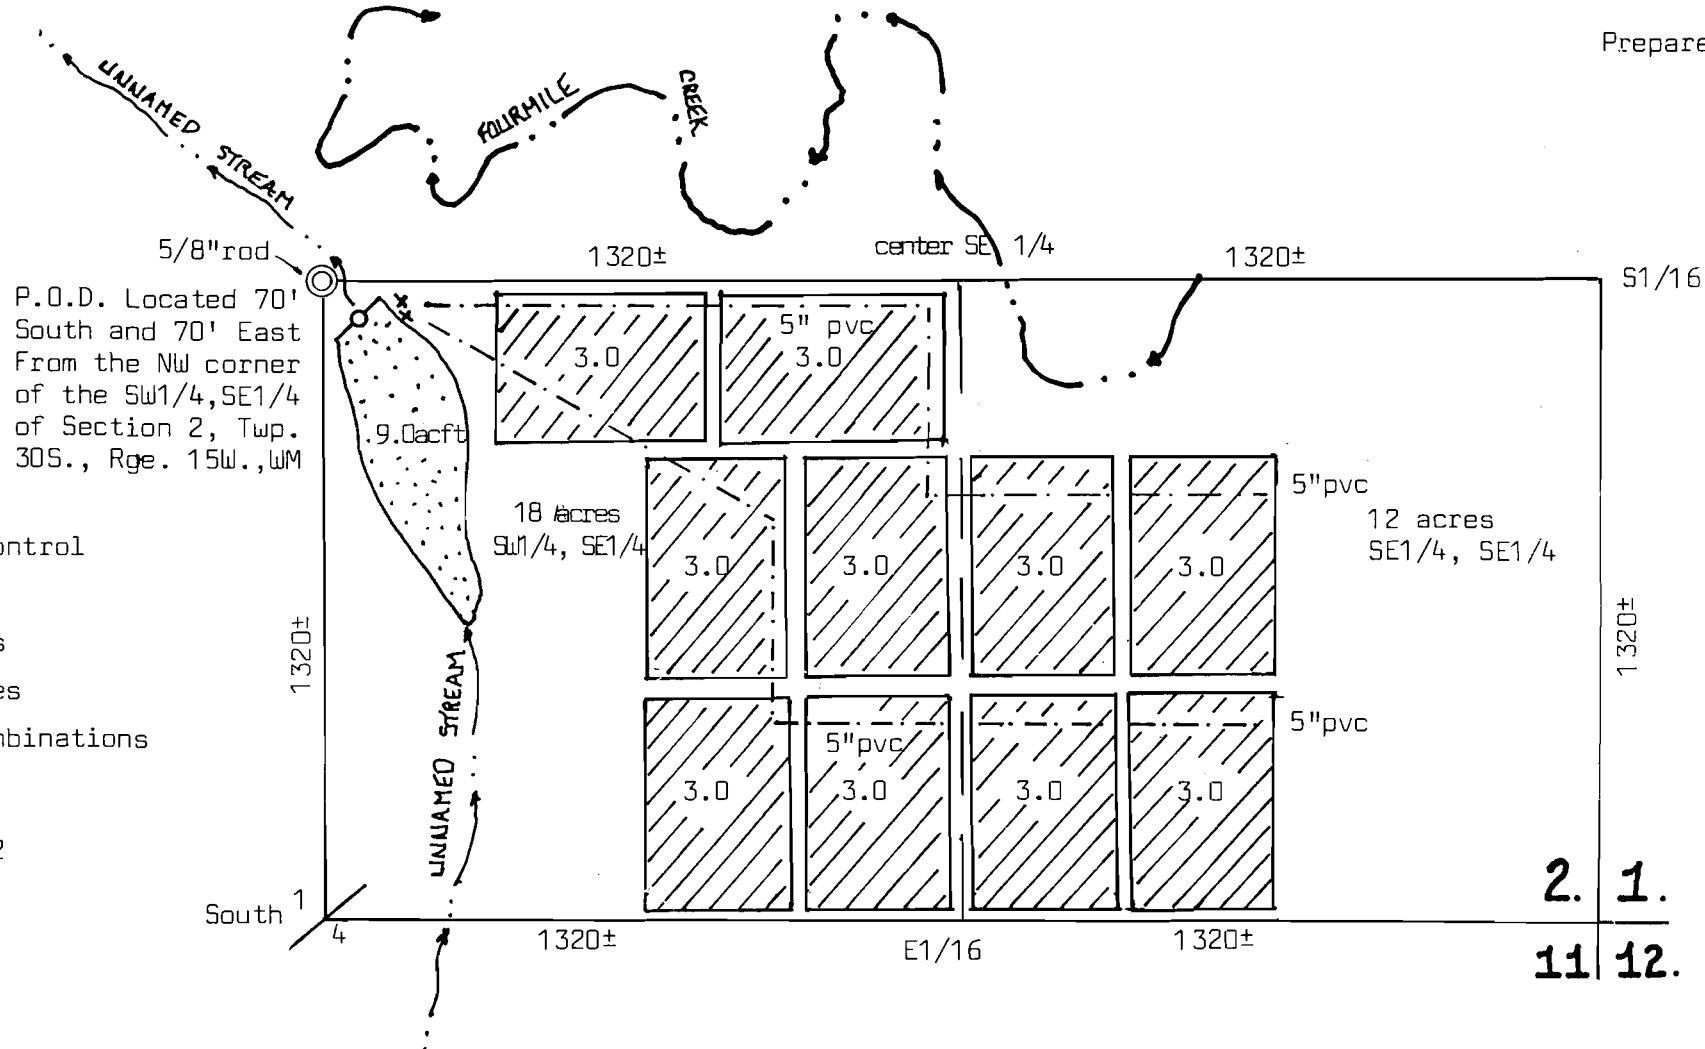 Prepare
UNNAMED STREAM
FOURMILE CREEK
5/8"rod
1320±
center SE 1/4
1320±
S1/16
P.O.D. Located 70'
South and 70' East
From the NW corner
of the SW1/4,SE1/4
of Section 2, Twp.
30S., Rge. 15W.,WM
5" pvc
3.0
3.0
9.0acft
18 acres
SW1/4, SE1/4
5"pvc
12 acres
SE1/4, SE1/4
ontrol
3.0
3.0
3.0
3.0
1320±
1320±
s
es
mbinations
UNNAMED STREAM
5"pvc
5"pvc
3.0
3.0
3.0
3.0
2. 1.
South 1
4
1320±
E1/16
1320±
11 12.